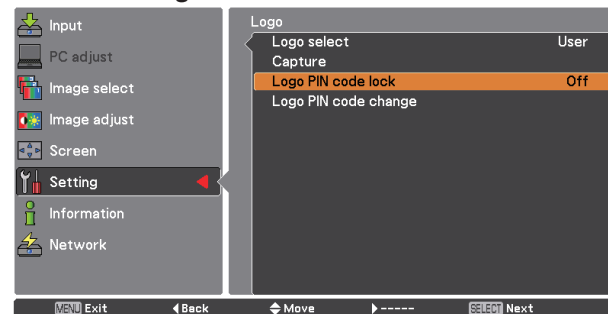 Input
PC adjust
Image select
Image adjust
Screen
Setting
Information
Network
Logo
Logo select User
Capture
Logo PIN code lock Off
Logo PIN code change
MENU Exit Back Move ----- SELECT Next